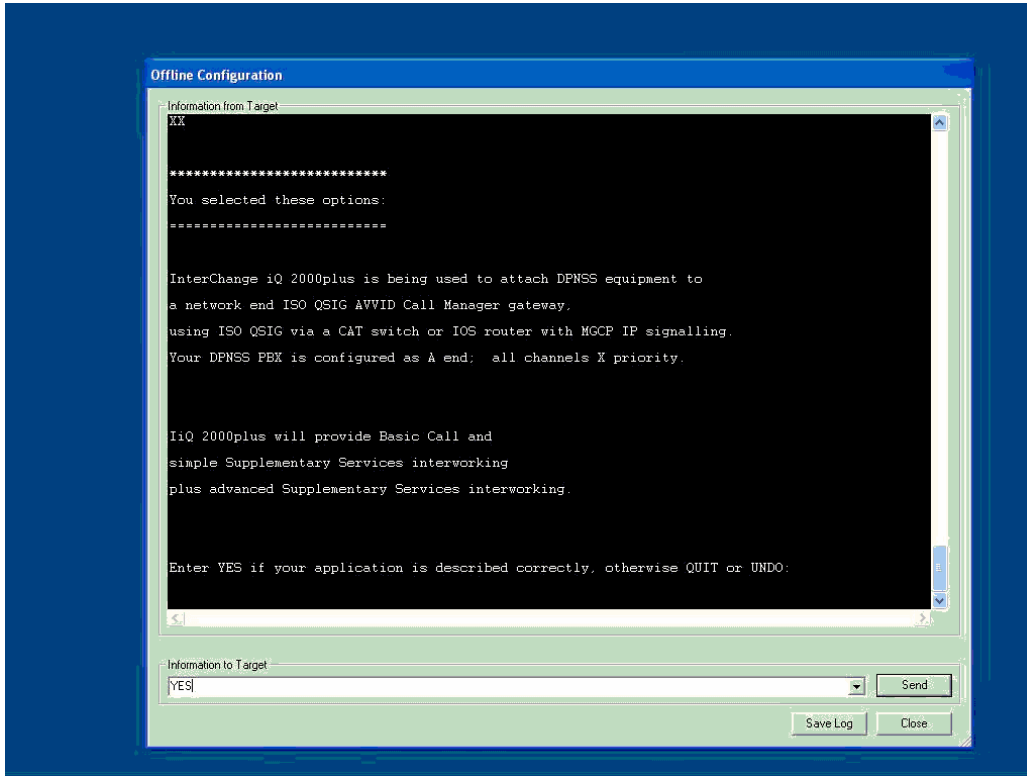 Offline Configuration
Information from Target
XX
***************************
You selected these options:
===========================
InterChange iQ 2000plus is being used to attach DPNSS equipment to
a network end ISO QSIG AVVID Call Manager gateway,
using ISO QSIG via a CAT switch or IOS router with MGCP IP signalling.
Your DPNSS PBX is configured as A end;  all channels X priority.
IiQ 2000plus will provide Basic Call and
simple Supplementary Services interworking
plus advanced Supplementary Services interworking.
Enter YES if your application is described correctly, otherwise QUIT or UNDO:
Information to Target
YES
Send
Save Log
Close